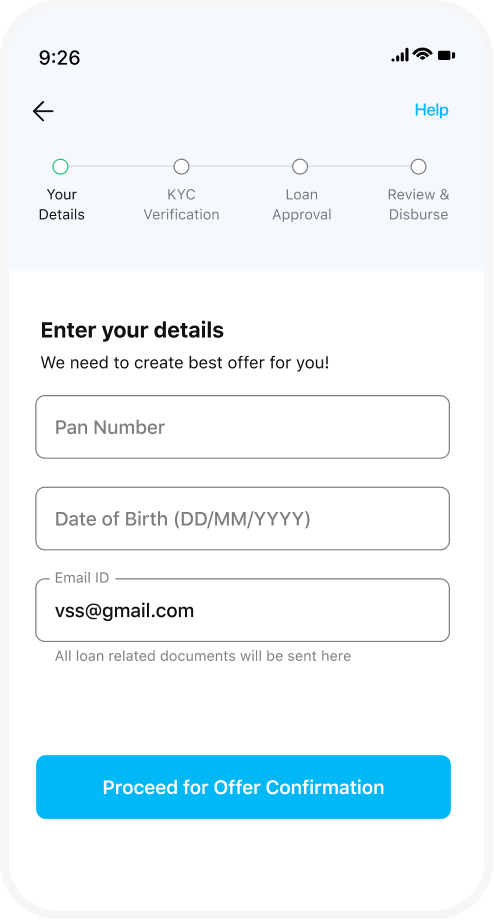 9:26
Help
Your Details
KYC Verification
Loan Approval
Review & Disburse
Enter your details
We need to create best offer for you!
Pan Number
Date of Birth (DD/MM/YYYY)
Email ID
vss@gmail.com
All loan related documents will be sent here
Proceed for Offer Confirmation